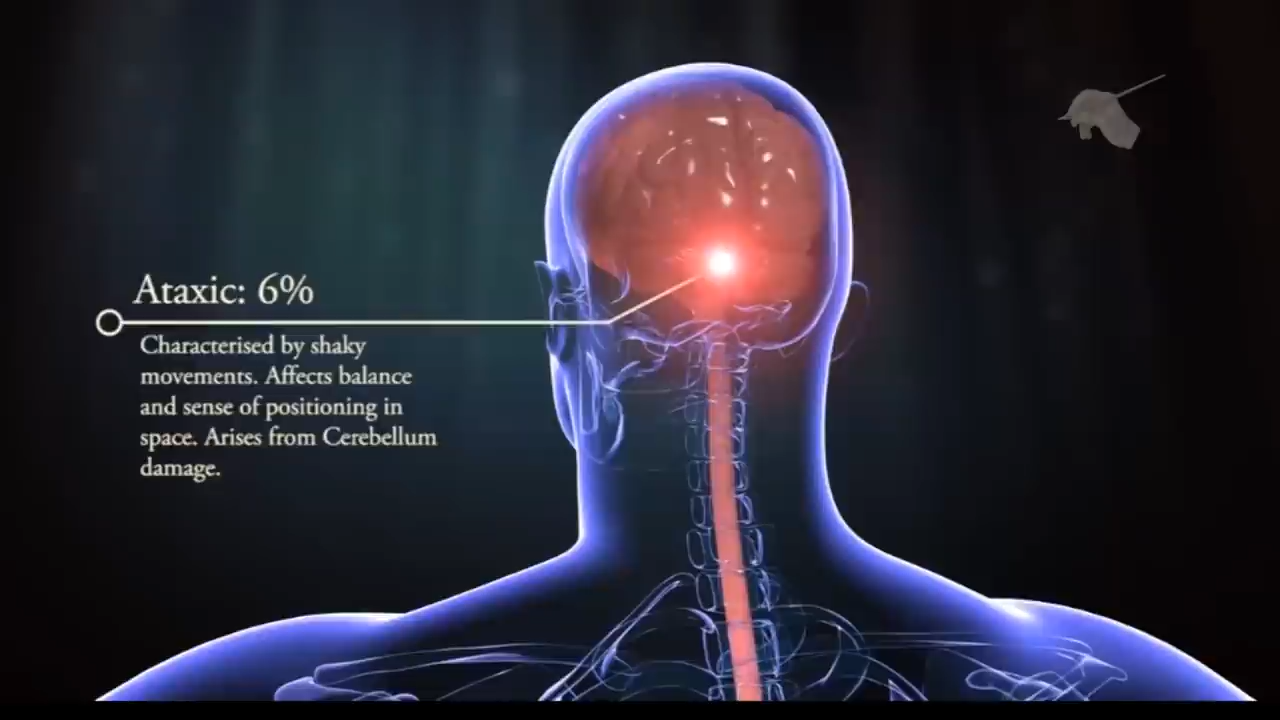 Ataxic: 6%
Characterised by shaky
movements. Affects balance
and sense of positioning in
space. Arises from Cerebellum
damage.